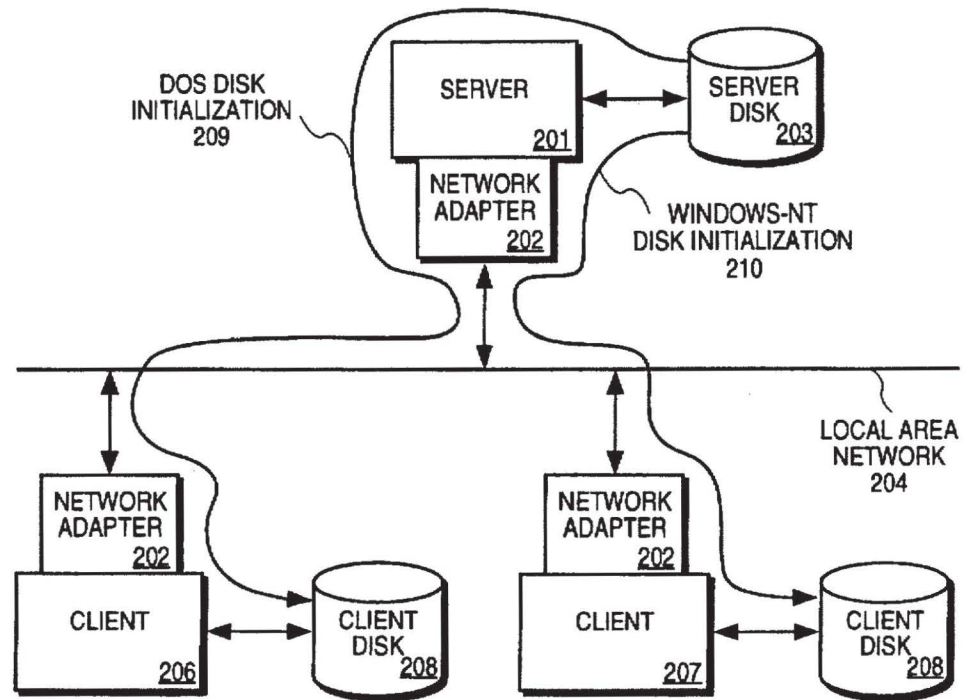 DOS DISK
INITIALIZATION
209
SERVER
201
NETWORK
ADAPTER
202
SERVER
DISK
203
WINDOWS-NT
DISK INITIALIZATION
210
LOCAL AREA
NETWORK
204
NETWORK
ADAPTER
202
CLIENT
206
CLIENT
DISK
208
NETWORK
ADAPTER
202
CLIENT
207
CLIENT
DISK
208